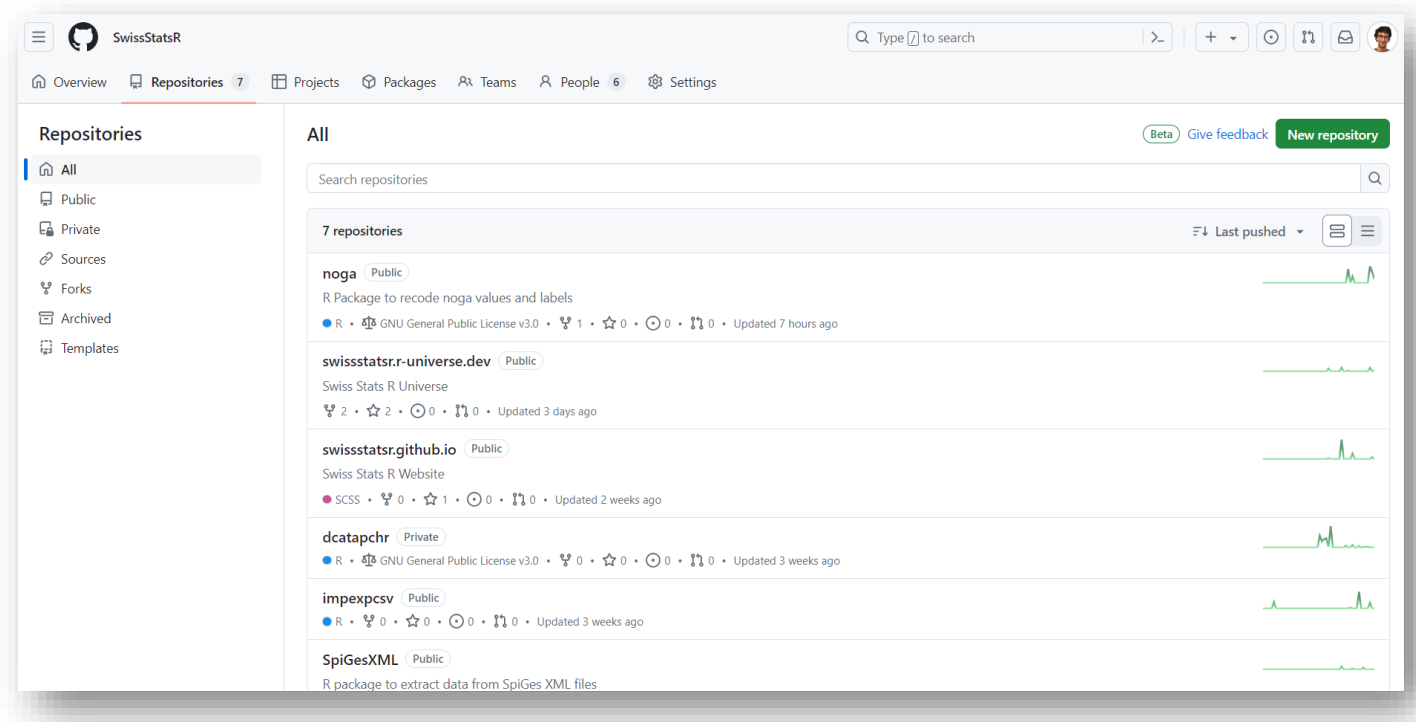 SwissStatsR
Type / to search
Overview Repositories 7 Projects Packages Teams People 6 Settings
Repositories
All
Public
Private
Sources
Forks
Archived
Templates
All
Beta Give feedback New repository
Search repositories
7 repositories Last pushed
noga Public
R Package to recode noga values and labels
R • GNU General Public License v3.0 • 1 • 0 • 0 • 0 • Updated 7 hours ago
swissstatsr.r-universe.dev Public
Swiss Stats R Universe
2 • 2 • 0 • 0 • Updated 3 days ago
swissstatsr.github.io Public
Swiss Stats R Website
SCSS • 0 • 1 • 0 • 0 • Updated 2 weeks ago
dcatapchr Private
R • GNU General Public License v3.0 • 0 • 0 • 0 • 0 • Updated 3 weeks ago
impexpcsv Public
R • 0 • 0 • 0 • 0 • Updated 3 weeks ago
SpiGesXML Public
R package to extract data from SpiGes XML files